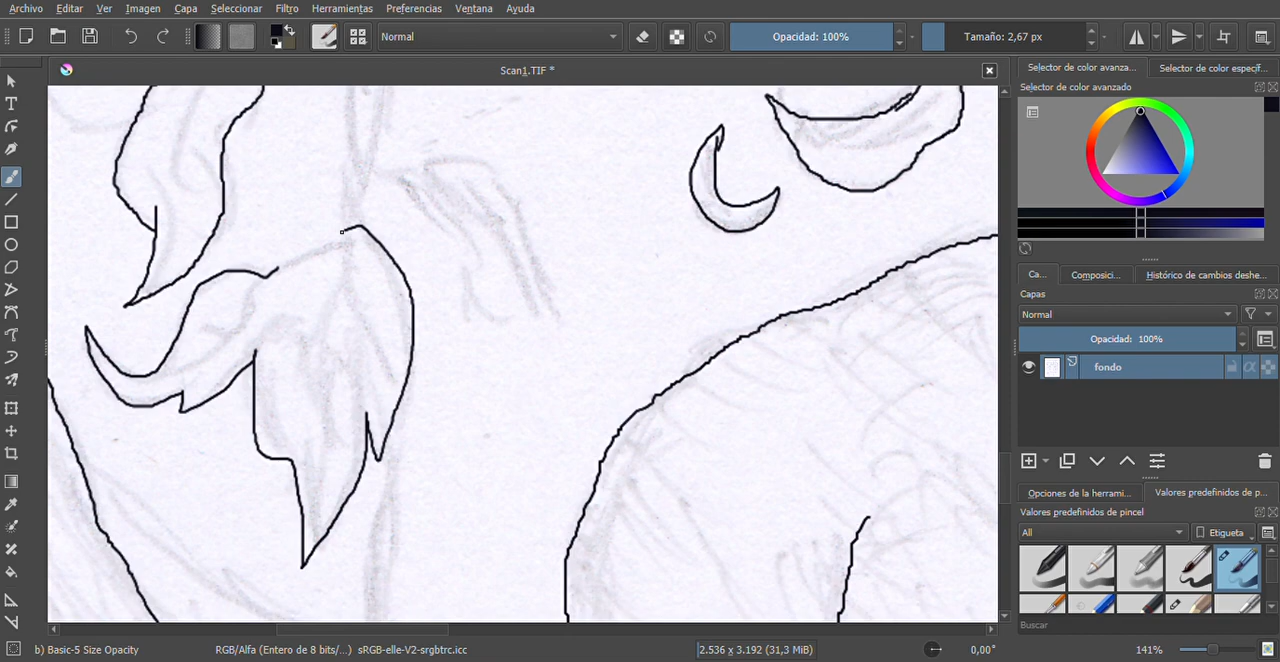 Archivo Editar Ver Imagen Capa Seleccionar Filtro Herramientas Preferencias Ventana Ayuda
Normal Opacidad: 100% Tamaño: 2,67 px
Scan1.TIF *
Selector de color avanza... Selector de color específ...
Selector de color avanzado
Ca... Composici... Histórico de cambios deshe...
Capas
Normal
Opacidad: 100%
fondo
Opciones de la herrami... Valores predefinidos de p...
Valores predefinidos de pincel
All Etiqueta
Buscar
b) Basic-5 Size Opacity RGB/Alfa (Entero de 8 bits/...) sRGB-elle-V2-srgbtrc.icc 2.536 x 3.192 (31,3 MiB) 0,00° 141%